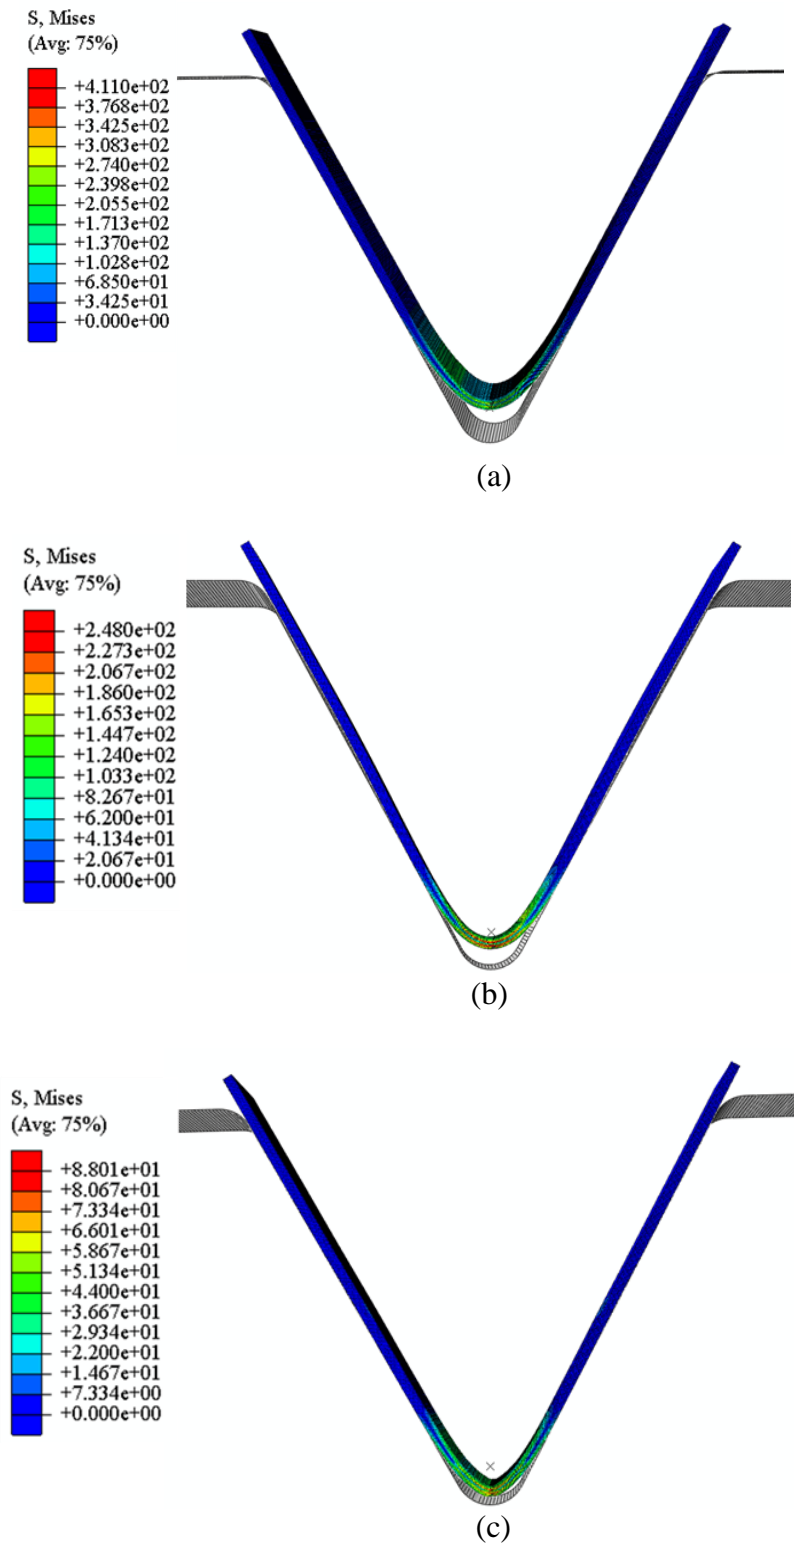 S, Mises
(Avg: 75%)
+4.110e+02
+3.768e+02
+3.425e+02
+3.083e+02
+2.740e+02
+2.398e+02
+2.055e+02
+1.713e+02
+1.370e+02
+1.028e+02
+6.850e+01
+3.425e+01
+0.000e+00
(a)
S, Mises
(Avg: 75%)
+2.480e+02
+2.273e+02
+2.067e+02
+1.860e+02
+1.653e+02
+1.447e+02
+1.240e+02
+1.033e+02
+8.267e+01
+6.200e+01
+4.134e+01
+2.067e+01
+0.000e+00
(b)
S, Mises
(Avg: 75%)
+8.801e+01
+8.067e+01
+7.334e+01
+6.601e+01
+5.867e+01
+5.134e+01
+4.400e+01
+3.667e+01
+2.934e+01
+2.200e+01
+1.467e+01
+7.334e+00
+0.000e+00
(c)